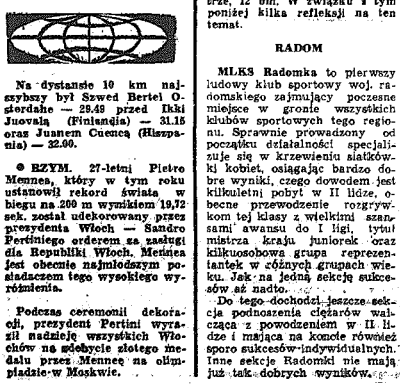 Na dystansie 10 km naj-
szybszy był Szwed Bertel O-
sterdahe — 29.49 przed Ikki
Juovalą (Finlandia) — 31.15
oraz Juanem Cuencą (Hiszpa-
nia) — 32.00.
RZYM. 27-letni Pietro
Mennea, który w tym roku
ustanowił rekord świata w
biegu na 200 m wynikiem 19,72
sek. został udekorowany przez
prezydenta Włoch — Sandro
Pertiniego orderem za zasługi
dla Republiki Włoch. Mennea
jest obecnie najmłodszym po-
siadaczem tego wysokiego wy-
różnienia.
Podczas ceremonii dekora-
cji, prezydent Pertini wyra-
ził nadzieję wszystkich Wło-
chów na zdobycie złotego me-
dalu przez Menneę na olim-
piadzie w Moskwie.
trze, 12 bm. W związku z tym
poniżej kilka refleksji na ten
temat.
RADOM
MLKS Radomka to pierwszy
ludowy klub sportowy woj. ra-
domskiego zajmujący poczesne
miejsce w gronie wszystkich
klubów sportowych tego regio-
nu. Sprawnie prowadzony od
początku działalności specjali-
zuje się w krzewieniu siatków-
ki kobiet, osiągając bardzo do-
bre wyniki, czego dowodem jest
kilkuletni pobyt w II lidze, o-
becne przewodzenie rozgryw-
kom tej klasy z wielkimi szan-
sami awansu do I ligi, tytuł
mistrza kraju juniorek oraz
kilkuosobowa grupa reprezen-
tantek w różnych grupach wie-
ku. Jak na jedną sekcję sukce-
sów aż nadto.
Do tego dochodzi jeszcze sek-
cja podnoszenia ciężarów wal-
cząca z powodzeniem w II li-
dze i mająca na koncie również
sporo sukcesów indywidualnych.
Inne sekcje Radomki nie mają
już tak dobrych wyników.